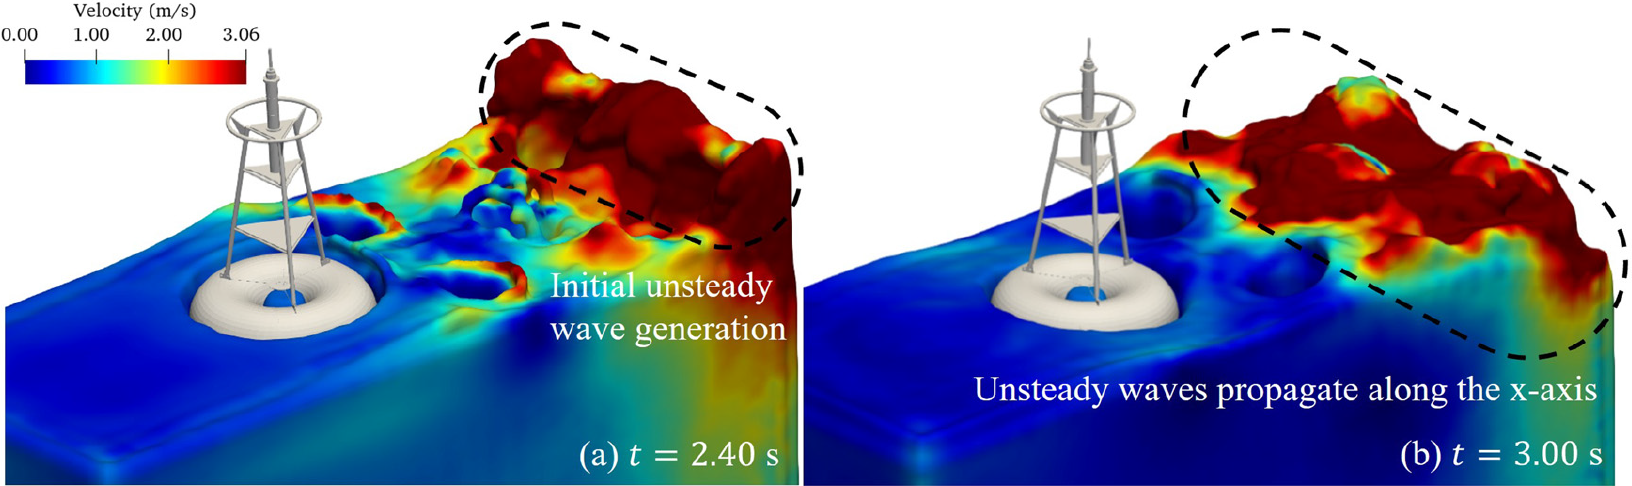 Velocity (m/s)
0.00 1.00 2.00 3.06
Initial unsteady
wave generation
(a) t = 2.40 s
Unsteady waves propagate along the x-axis
(b) t = 3.00 s